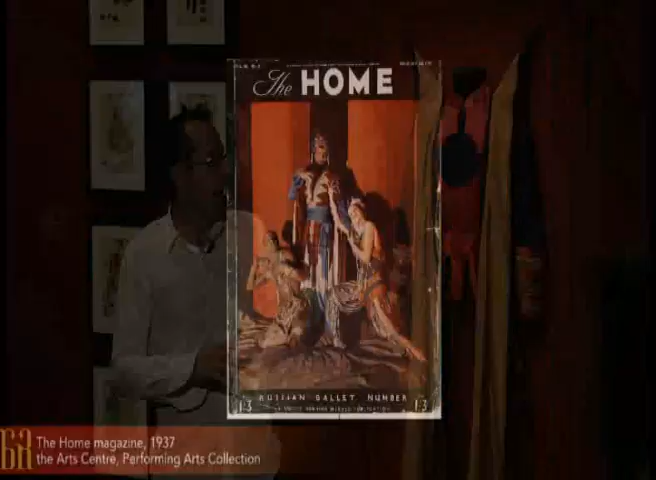 The HOME
RUSSIAN BALLET NUMBER
1/3 1/3
The Home magazine, 1937
the Arts Centre, Performing Arts Collection